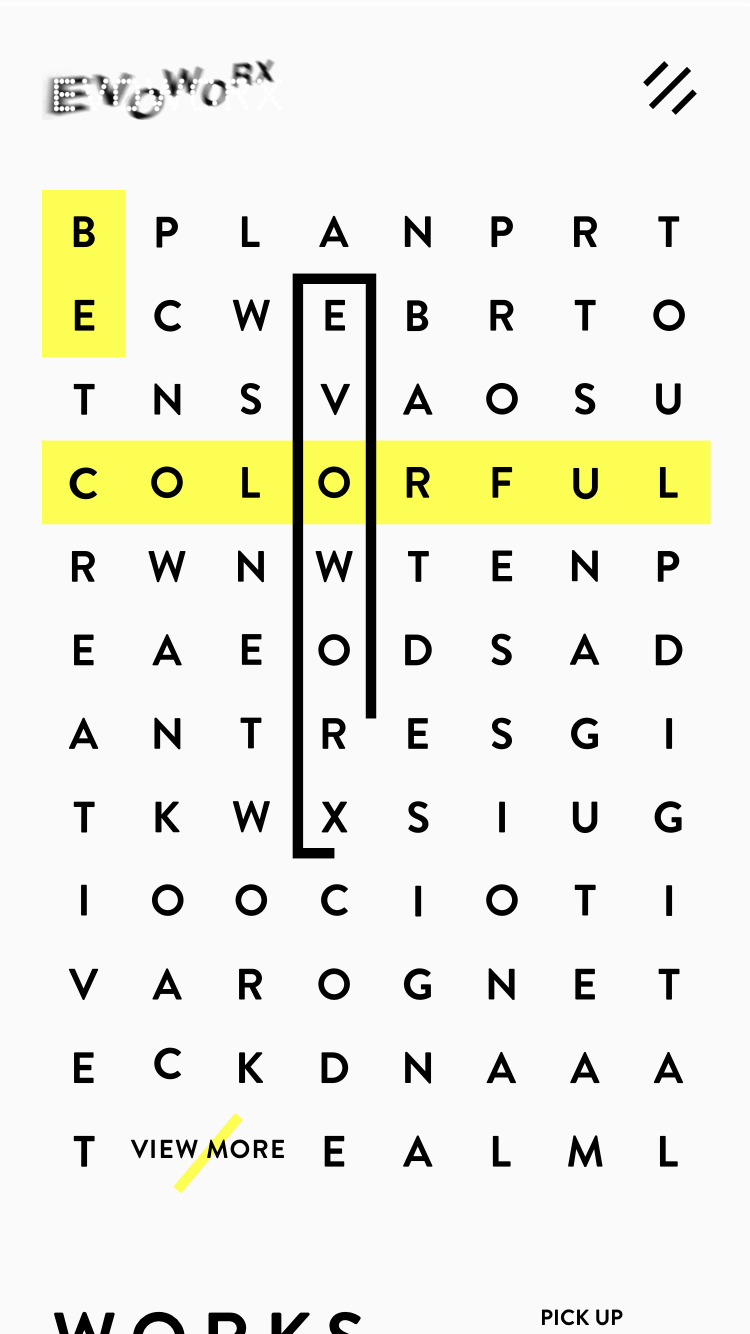 EVOWORX
B P L A N P R T
E C W E B R T O
T N S V A O S U
C O L O R F U L
R W N W T E N P
E A E O D S A D
A N T R E S G I
T K W X S I U G
I O O C I O T I
V A R O G N E T
E C K D N A A A
T VIEW MORE E A L M L
WORKS
PICK UP